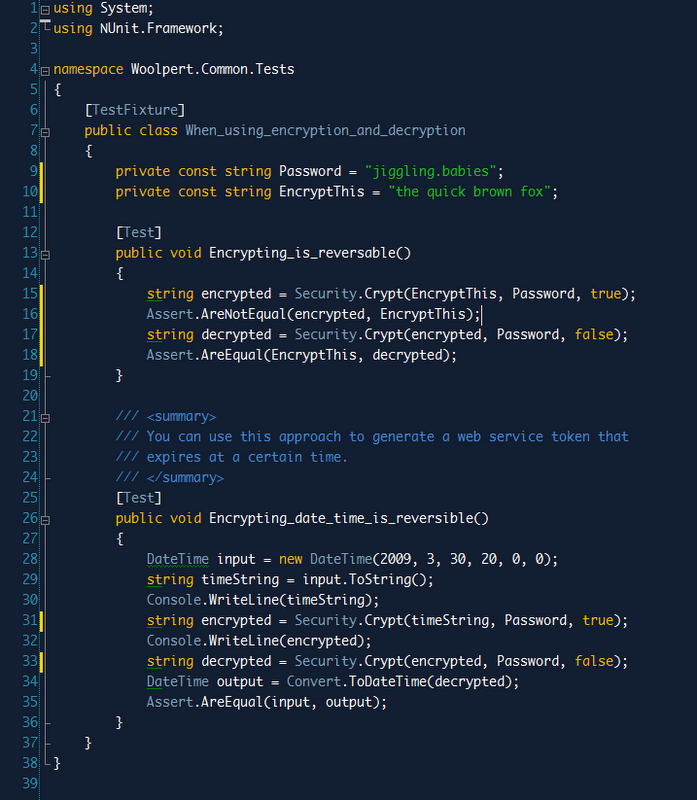 1 using System;
2 using NUnit.Framework;
3
4 namespace Woolpert.Common.Tests
5 {
6     [TestFixture]
7     public class When_using_encryption_and_decryption
8     {
9         private const string Password = "jiggling.babies";
10         private const string EncryptThis = "the quick brown fox";
11
12         [Test]
13         public void Encrypting_is_reversable()
14         {
15             string encrypted = Security.Crypt(EncryptThis, Password, true);
16             Assert.AreNotEqual(encrypted, EncryptThis);
17             string decrypted = Security.Crypt(encrypted, Password, false);
18             Assert.AreEqual(EncryptThis, decrypted);
19         }
20
21         /// <summary>
22         /// You can use this approach to generate a web service token that
23         /// expires at a certain time.
24         /// </summary>
25         [Test]
26         public void Encrypting_date_time_is_reversible()
27         {
28             DateTime input = new DateTime(2009, 3, 30, 20, 0, 0);
29             string timeString = input.ToString();
30             Console.WriteLine(timeString);
31             string encrypted = Security.Crypt(timeString, Password, true);
32             Console.WriteLine(encrypted);
33             string decrypted = Security.Crypt(encrypted, Password, false);
34             DateTime output = Convert.ToDateTime(decrypted);
35             Assert.AreEqual(input, output);
36         }
37     }
38 }
39